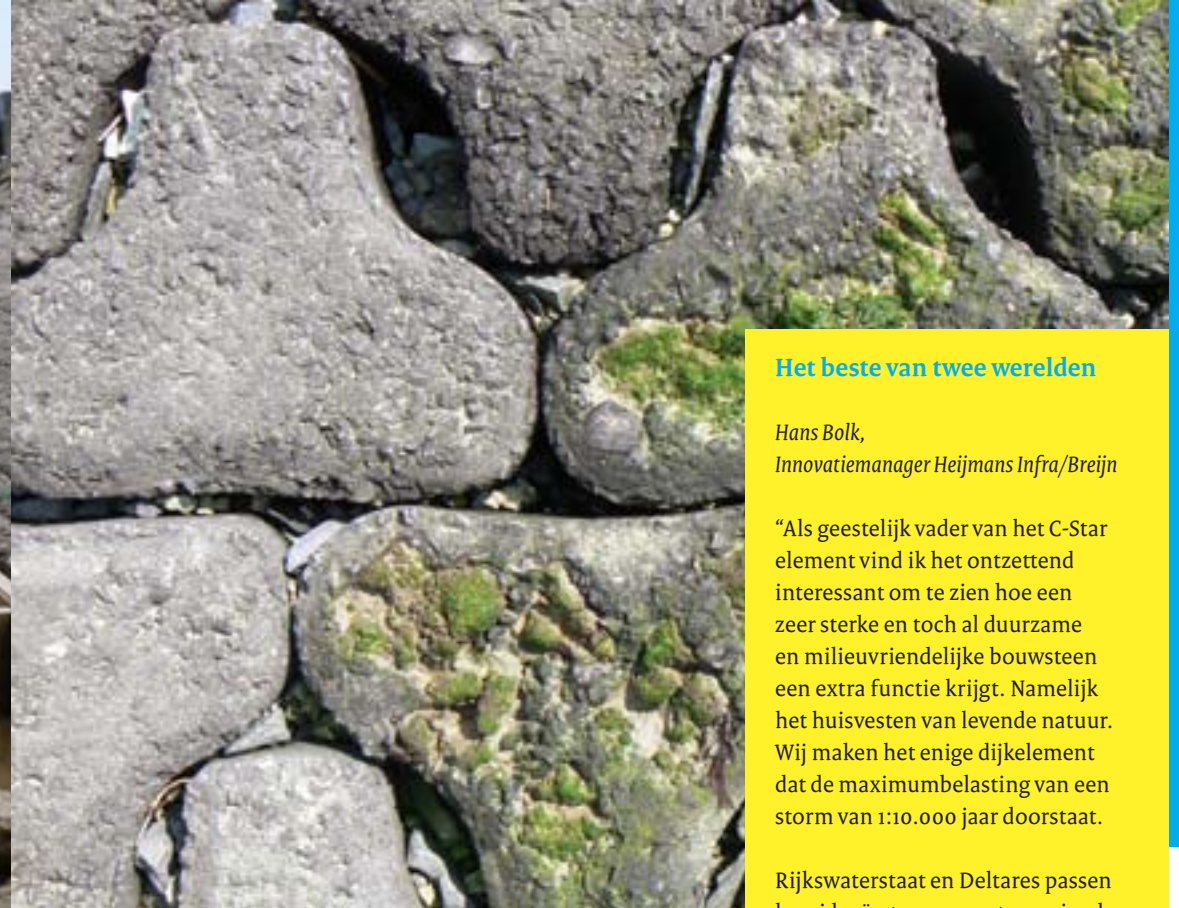 Het beste van twee werelden
Hans Bolk,
Innovatiemanager Heijmans Infra/Breijn
“Als geestelijk vader van het C-Star
element vind ik het ontzettend
interessant om te zien hoe een
zeer sterke en toch al duurzame
en milieuvriendelijke bouwsteen
een extra functie krijgt. Namelijk
het huisvesten van levende natuur.
Wij maken het enige dijkelement
dat de maximumbelasting van een
storm van 1:10.000 jaar doorstaat.
Rijkswaterstaat en Deltares passen